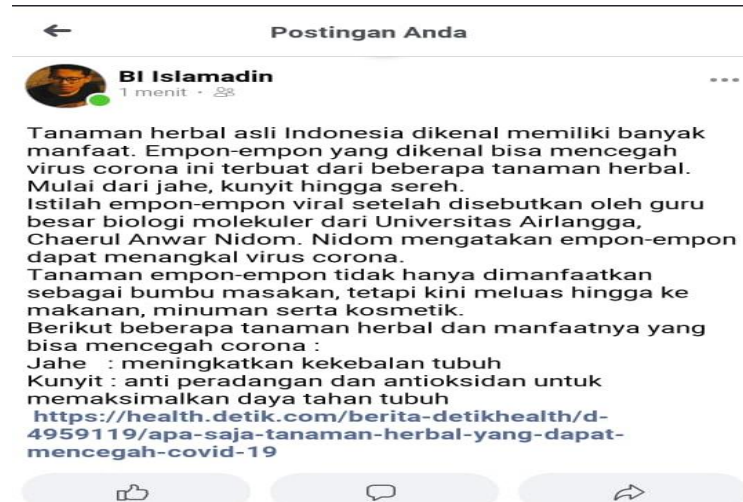 Postingan Anda
BI Islamadin
1 menit ·
Tanaman herbal asli Indonesia dikenal memiliki banyak
manfaat. Empon-empon yang dikenal bisa mencegah
virus corona ini terbuat dari beberapa tanaman herbal.
Mulai dari jahe, kunyit hingga sereh.
Istilah empon-empon viral setelah disebutkan oleh guru
besar biologi molekuler dari Universitas Airlangga,
Chaerul Anwar Nidom. Nidom mengatakan empon-empon
dapat menangkal virus corona.
Tanaman empon-empon tidak hanya dimanfaatkan
sebagai bumbu masakan, tetapi kini meluas hingga ke
makanan, minuman serta kosmetik.
Berikut beberapa tanaman herbal dan manfaatnya yang
bisa mencegah corona :
Jahe : meningkatkan kekebalan tubuh
Kunyit : anti peradangan dan antioksidan untuk
memaksimalkan daya tahan tubuh
https://health.detik.com/berita-detikhealth/d-
4959119/apa-saja-tanaman-herbal-yang-dapat-
mencegah-covid-19